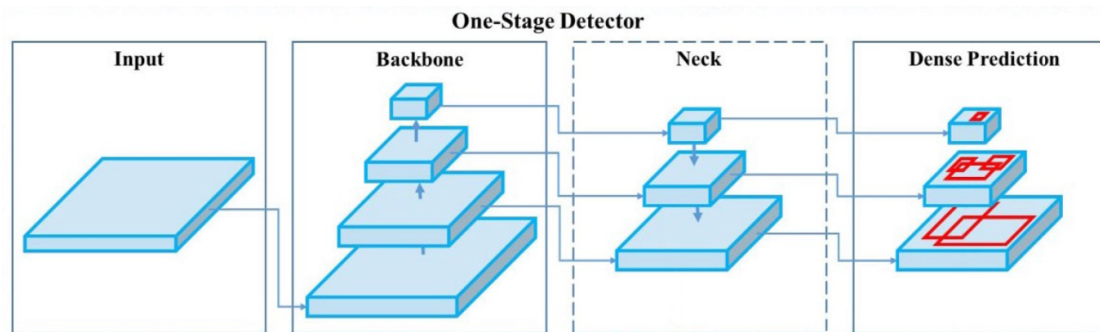 One-Stage Detector
Input
Backbone
Neck
Dense Prediction